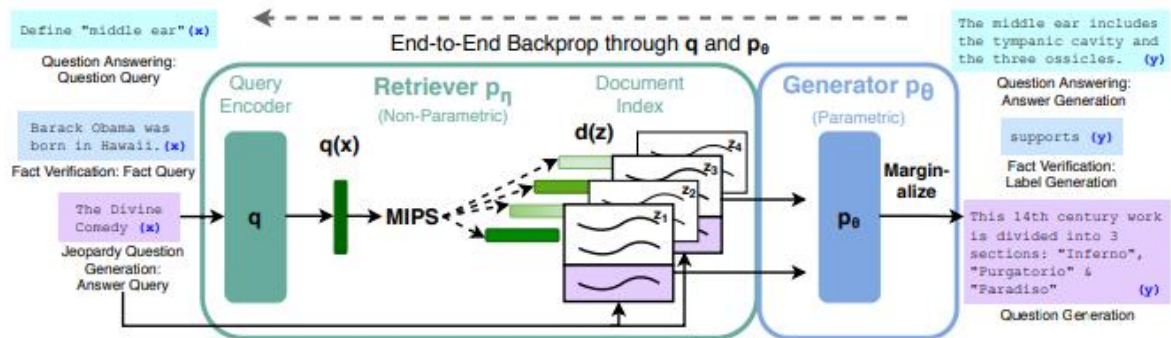 Define "middle ear" (x)
Question Answering:
Question Query
Barack Obama was
born in Hawaii. (x)
Fact Verification: Fact Query
The Divine
Comedy (x)
Jeopardy Question
Generation:
Answer Query
End-to-End Backprop through q and pθ
Query
Encoder
q
q(x)
Retriever pη
(Non-Parametric)
MIPS
Document
Index
d(z)
z4
z3
z2
z1
Generator pθ
(Parametric)
pθ
Margin-
alize
The middle ear includes
the tympanic cavity and
the three ossicles. (y)
Question Answering:
Answer Generation
supports (y)
Fact Verification:
Label Generation
This 14th century work
is divided into 3
sections: "Inferno",
"Purgatorio" &
"Paradiso" (y)
Question Generation